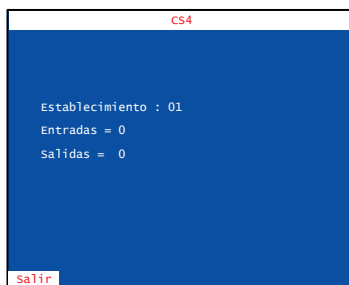 CS4
Establecimiento : 01
Entradas = 0
Salidas =  0
Salir